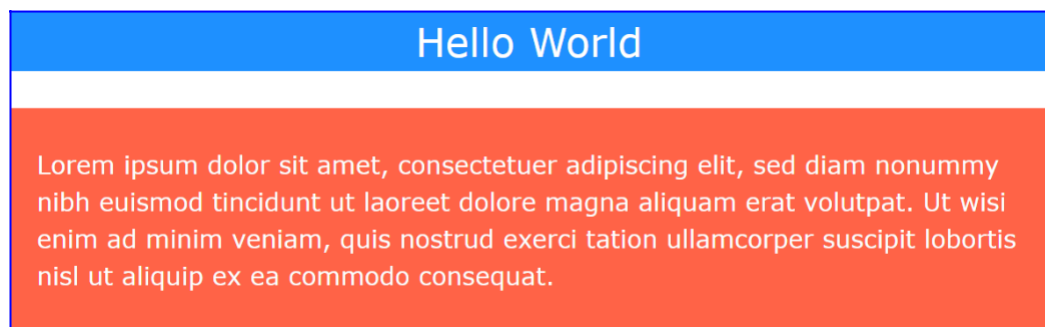 Hello World
Lorem ipsum dolor sit amet, consectetuer adipiscing elit, sed diam nonummy
nibh euismod tincidunt ut laoreet dolore magna aliquam erat volutpat. Ut wisi
enim ad minim veniam, quis nostrud exerci tation ullamcorper suscipit lobortis
nisl ut aliquip ex ea commodo consequat.